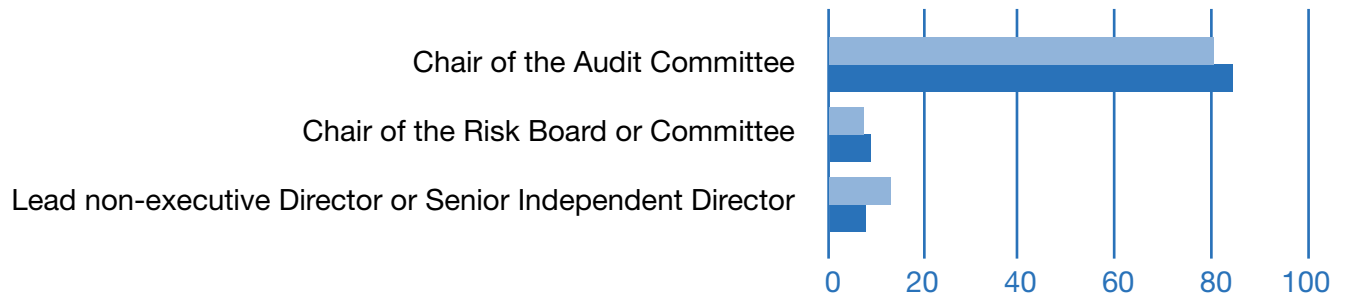 Chair of the Audit Committee
Chair of the Risk Board or Committee
Lead non-executive Director or Senior Independent Director
0 20 40 60 80 100